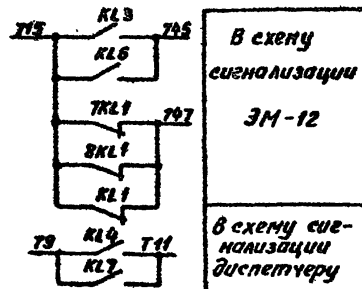 KL3
715
745
KL6
7KL1
747
8KL1
KL1
KL4
T9
T11
KL7
В схему
сигнализации
ЭМ-12
В схему сиг-
нализации
диспетчеру